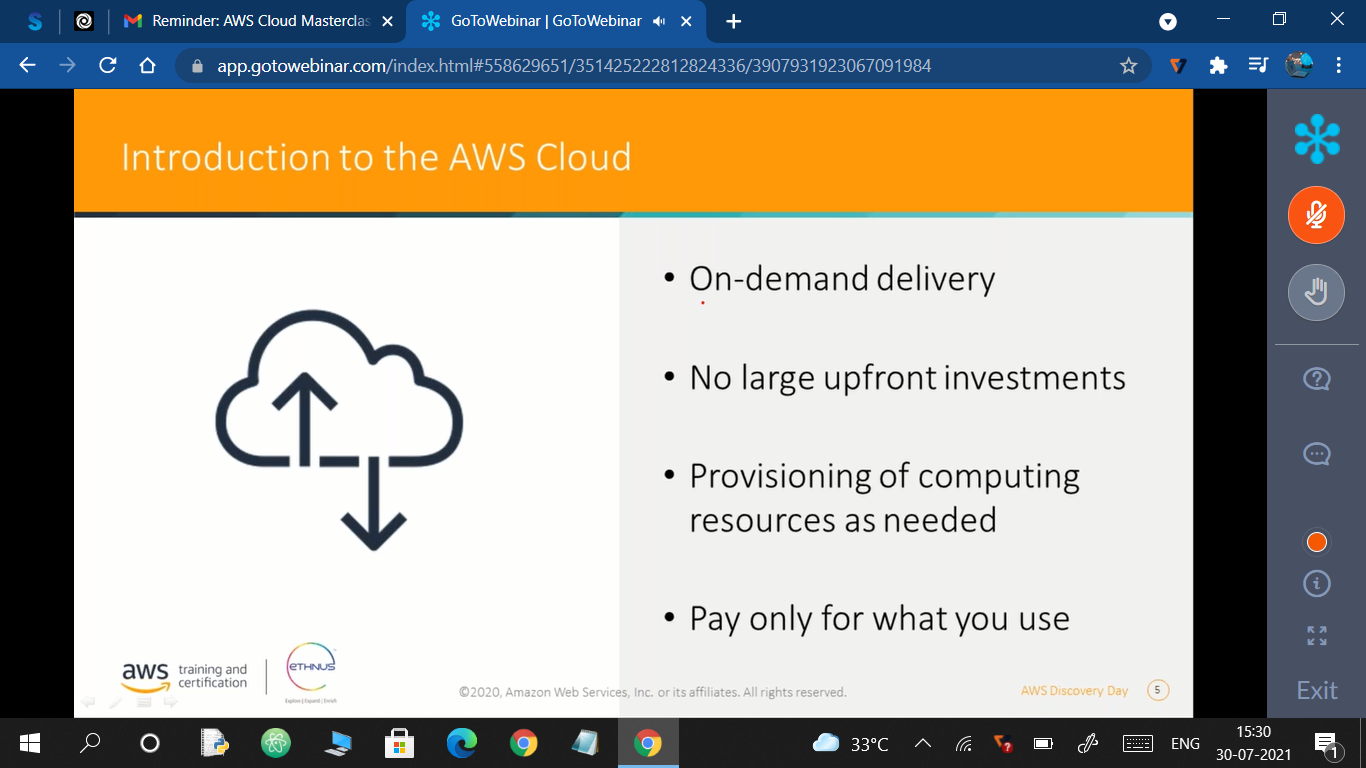 Reminder: AWS Cloud Masterclas
GoToWebinar | GoToWebinar
app.gotowebinar.com/index.html#558629651/351425222812824336/3907931923067091984
Introduction to the AWS Cloud
• On-demand delivery
• No large upfront investments
• Provisioning of computing
resources as needed
• Pay only for what you use
aws training and
certification
ETHNUS
Explore | Expand | Enrich
©2020, Amazon Web Services, Inc. or its affiliates. All rights reserved.
AWS Discovery Day 5
Exit
33°C
ENG
15:30
30-07-2021
1